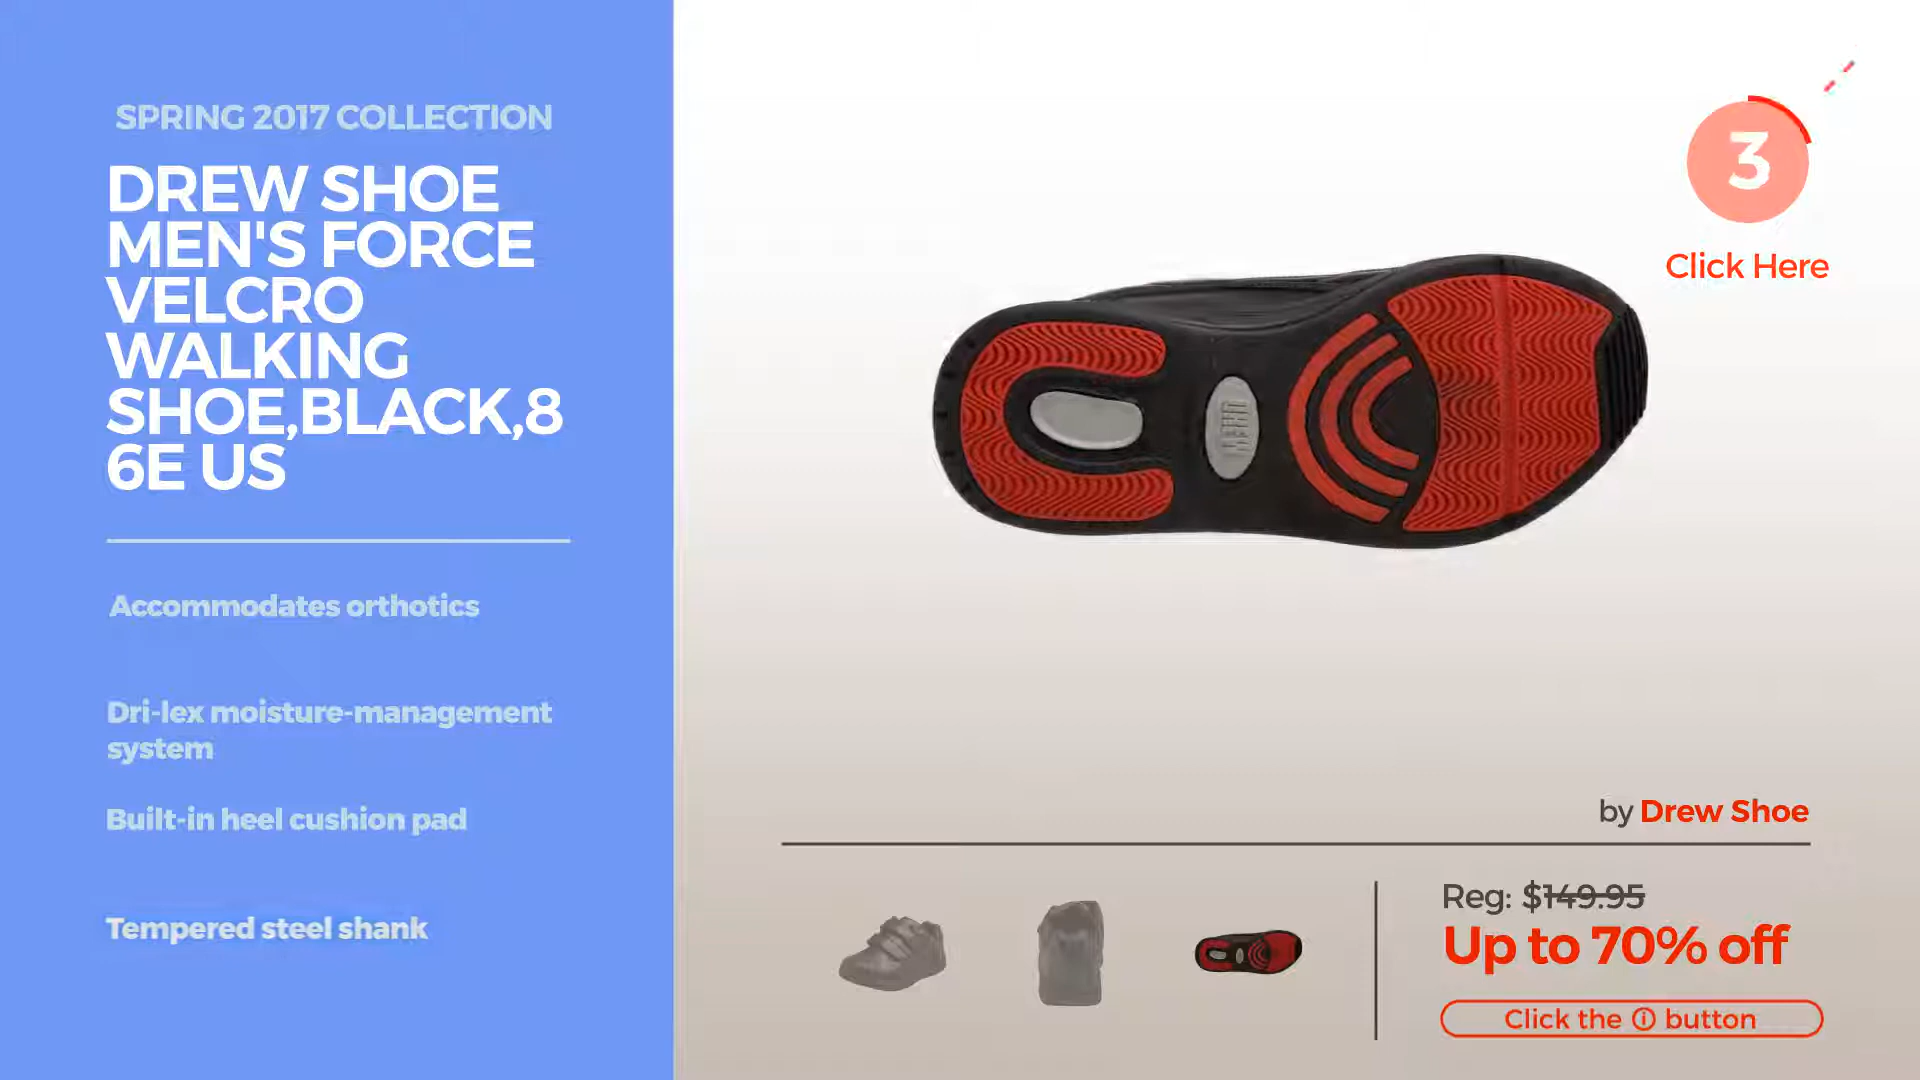 SPRING 2017 COLLECTION
DREW SHOE
MEN'S FORCE
VELCRO
WALKING
SHOE,BLACK,8
6E US
Accommodates orthotics
Dri-lex moisture-management
system
Built-in heel cushion pad
Tempered steel shank
3
Click Here
by Drew Shoe
Reg: $149.95
Up to 70% off
Click the ⓘ button